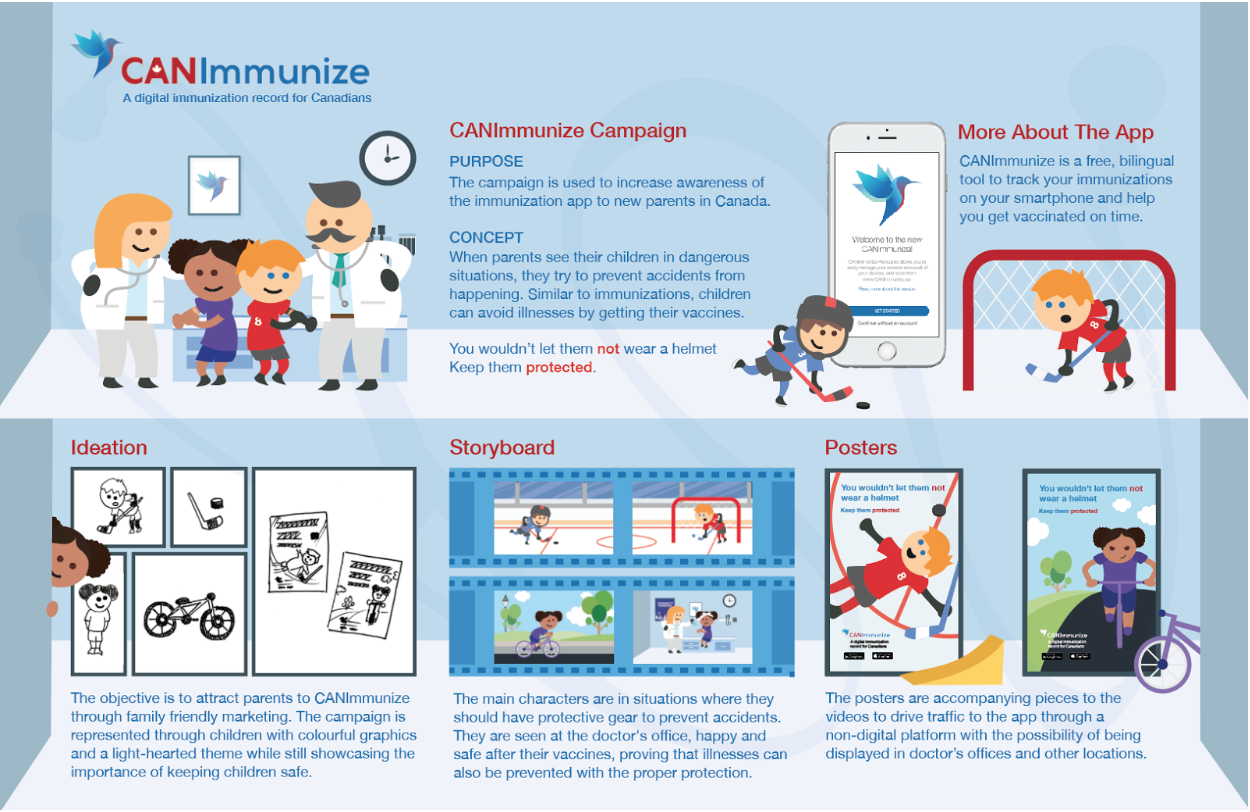 CANImmunize
A digital immunization record for Canadians
CANImmunize Campaign
PURPOSE
The campaign is used to increase awareness of
the immunization app to new parents in Canada.
CONCEPT
When parents see their children in dangerous
situations, they try to prevent accidents from
happening. Similar to immunizations, children
can avoid illnesses by getting their vaccines.
You wouldn't let them not wear a helmet
Keep them protected.
8
Welcome to the new
CANImmunize!
GET STARTED
Continue without an account
3
More About The App
CANImmunize is a free, bilingual
tool to track your immunizations
on your smartphone and help
you get vaccinated on time.
8
Ideation
The objective is to attract parents to CANImmunize
through family friendly marketing. The campaign is
represented through children with colourful graphics
and a light-hearted theme while still showcasing the
importance of keeping children safe.
Storyboard
The main characters are in situations where they
should have protective gear to prevent accidents.
They are seen at the doctor's office, happy and
safe after their vaccines, proving that illnesses can
also be prevented with the proper protection.
Posters
You wouldn't let them not
wear a helmet
Keep them protected
8
CANImmunize
A digital immunization
record for Canadians
You wouldn't let them not
wear a helmet
Keep them protected
CANImmunize
A digital immunization
record for Canadians
The posters are accompanying pieces to the
videos to drive traffic to the app through a
non-digital platform with the possibility of being
displayed in doctor's offices and other locations.